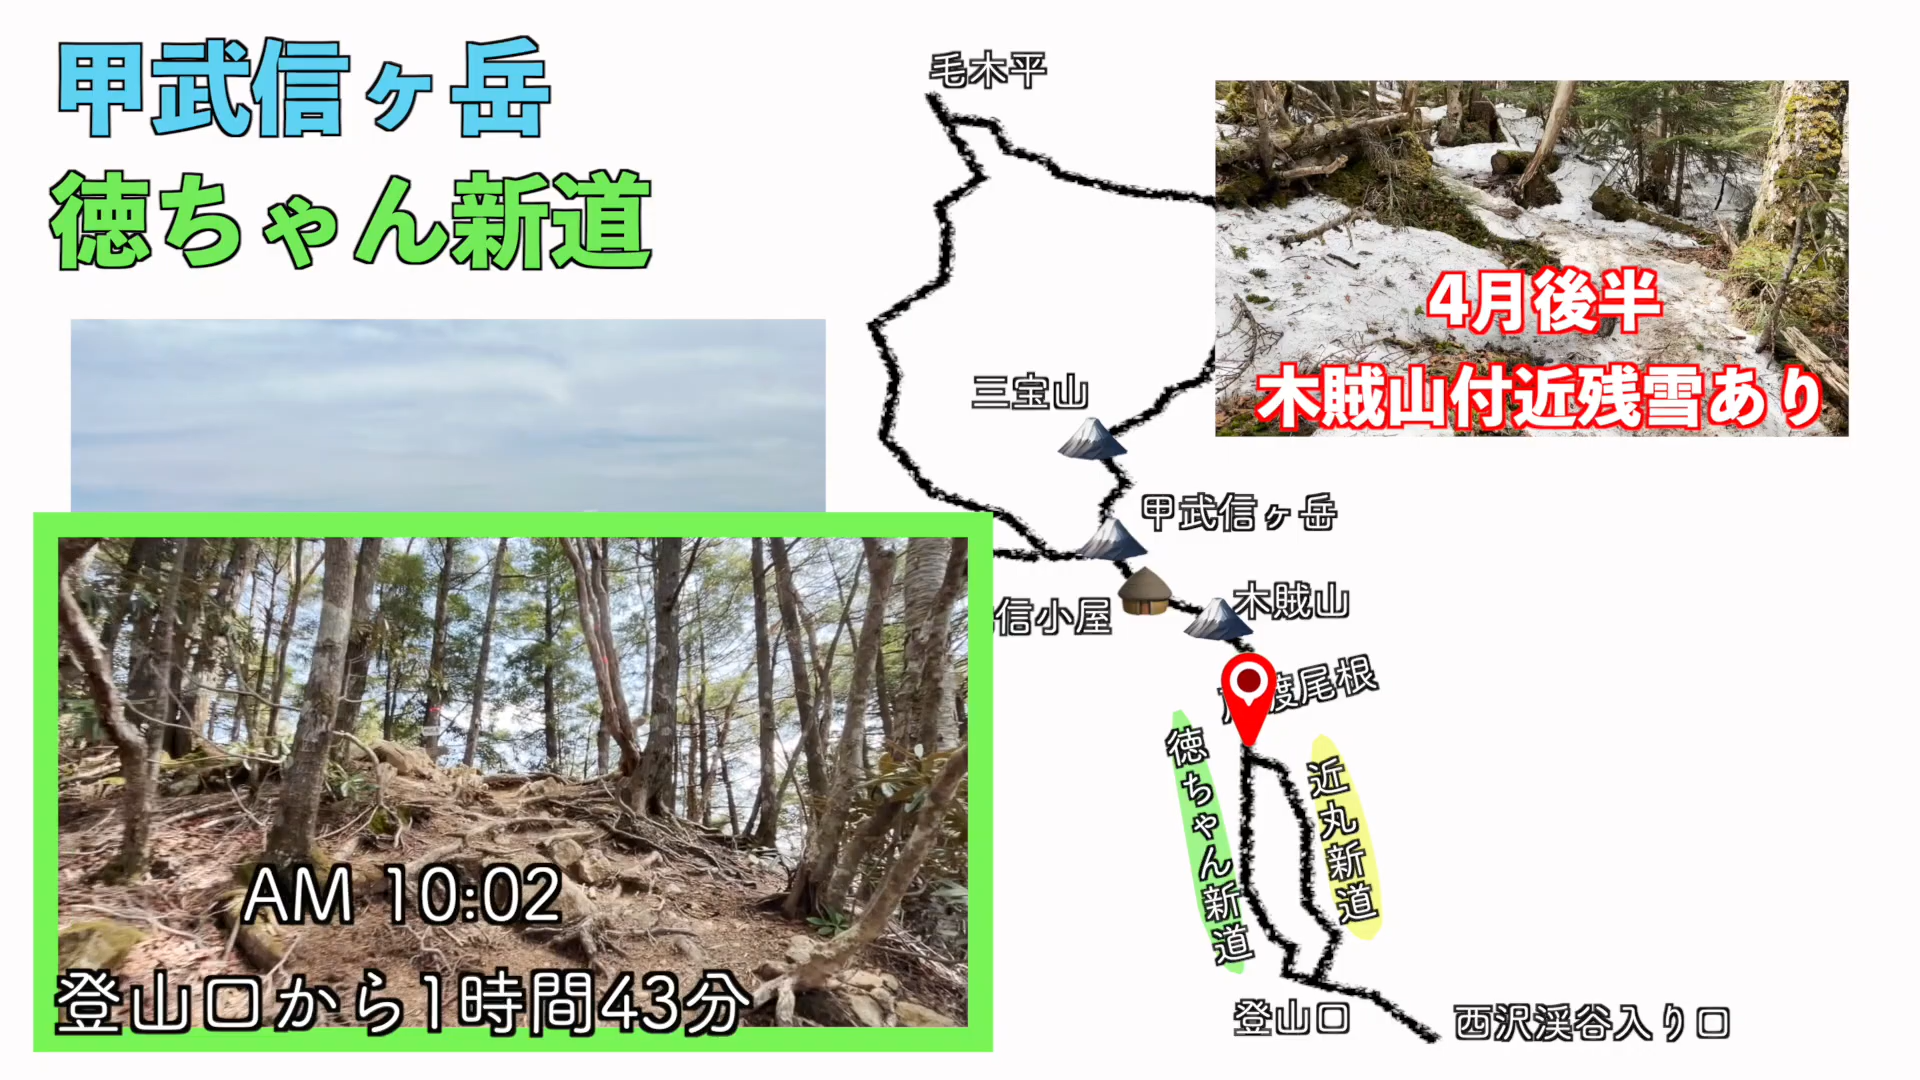 甲武信ヶ岳
徳ちゃん新道
毛木平
4月後半
木賊山付近残雪あり
三宝山
甲武信ヶ岳
木賊山
信小屋
渡尾根
徳ちゃん新道
近丸新道
AM 10:02
登山口から1時間43分
登山口
西沢渓谷入り口